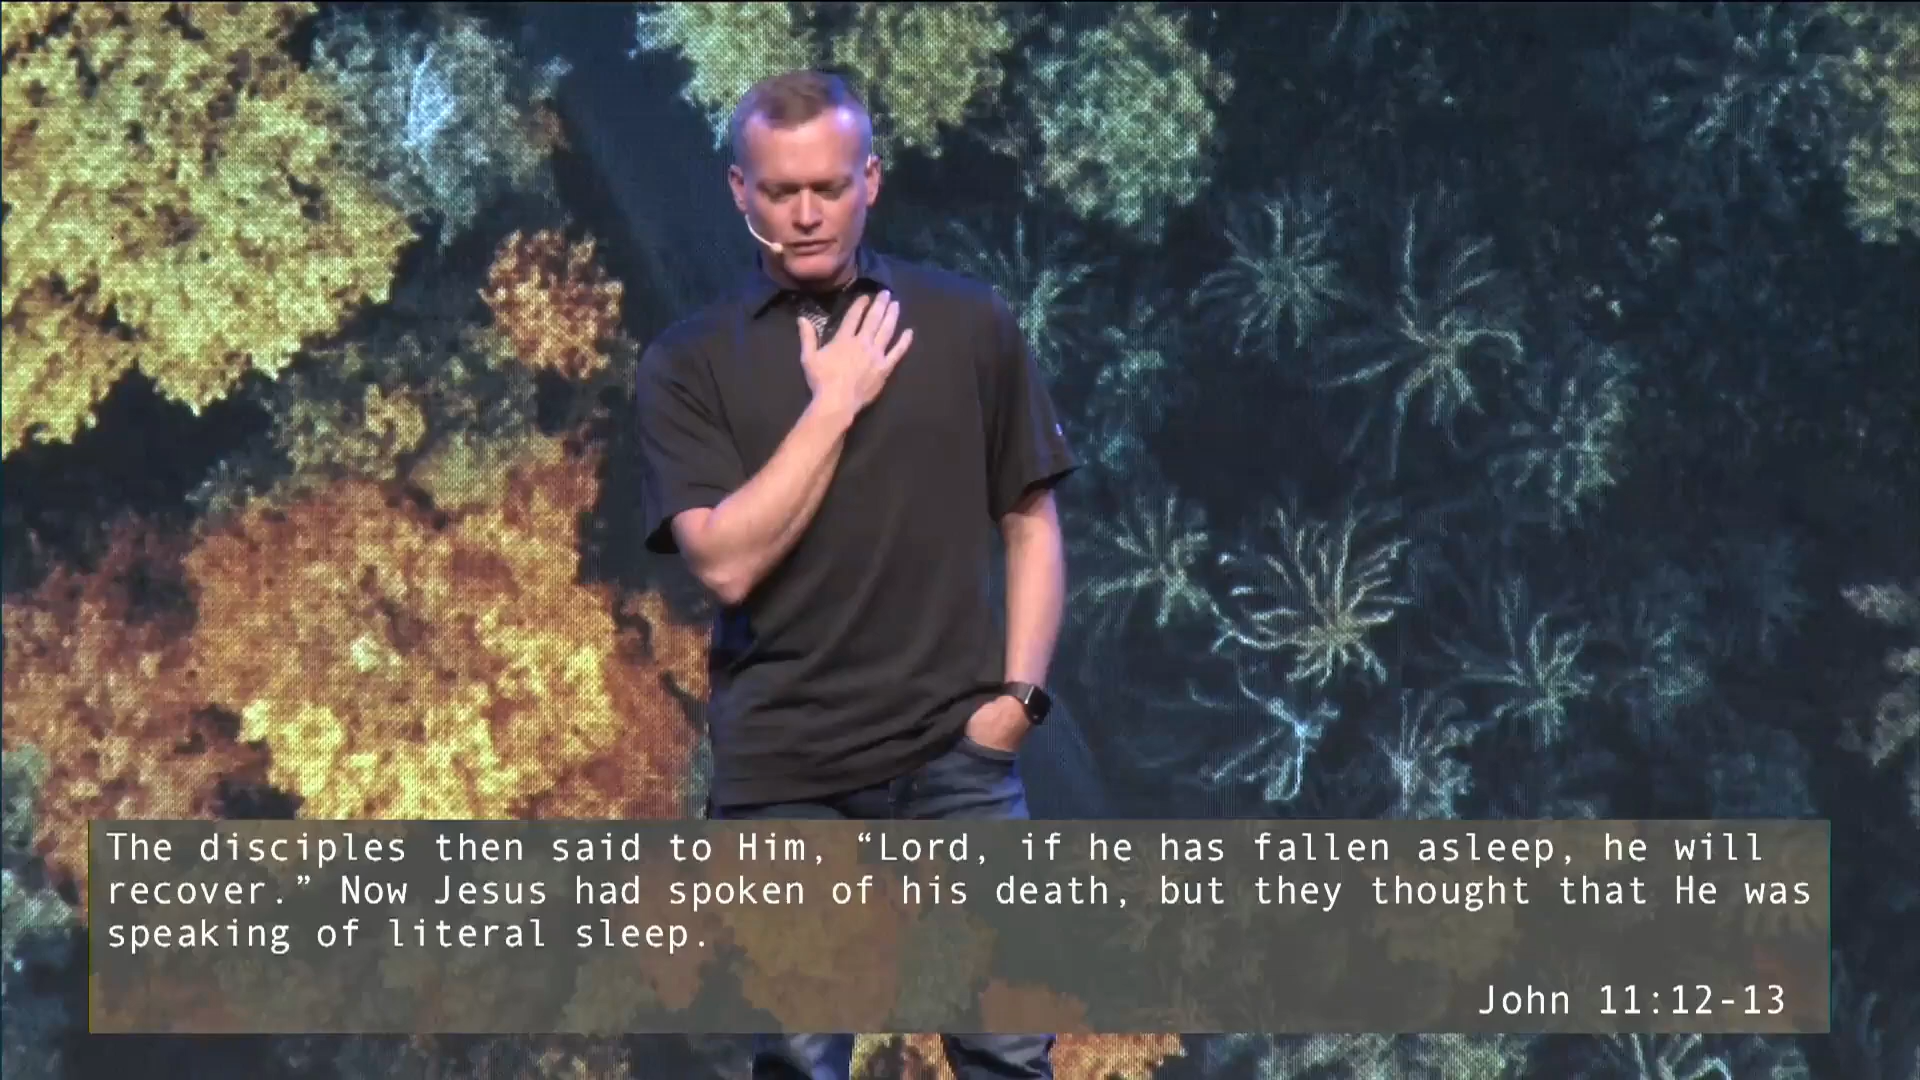 The disciples then said to Him, “Lord, if he has fallen asleep, he will
recover.” Now Jesus had spoken of his death, but they thought that He was
speaking of literal sleep.
John 11:12-13